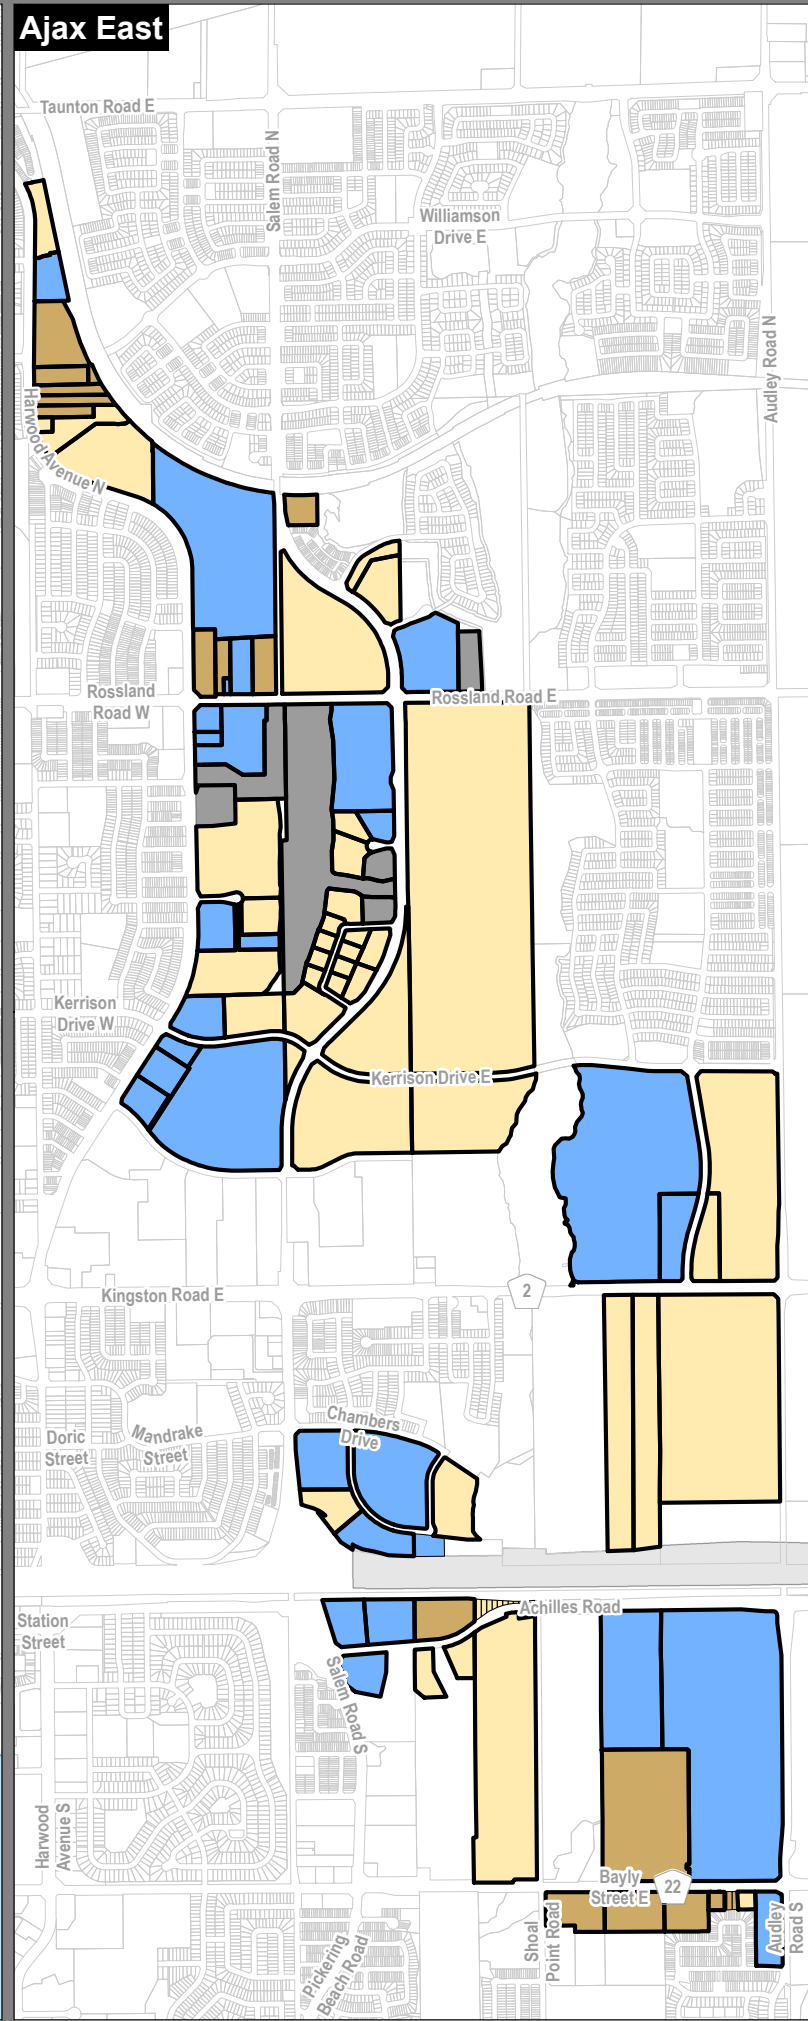 Ajax East
Taunton Road E
Salem Road N
Williamson
Drive E
Audley Road N
Harwood Avenue N
Rossland
Road W
Rossland Road E
Kerrison
Drive W
Kerrison Drive E
Kingston Road E
2
Chambers
Drive
Doric
Street
Mandrake
Street
Station
Street
Achilles Road
Salem Road S
Harwood
Avenue S
Bayly
Street E
22
Shoal
Point Road
Audley
Road S
Pickering
Beach Road